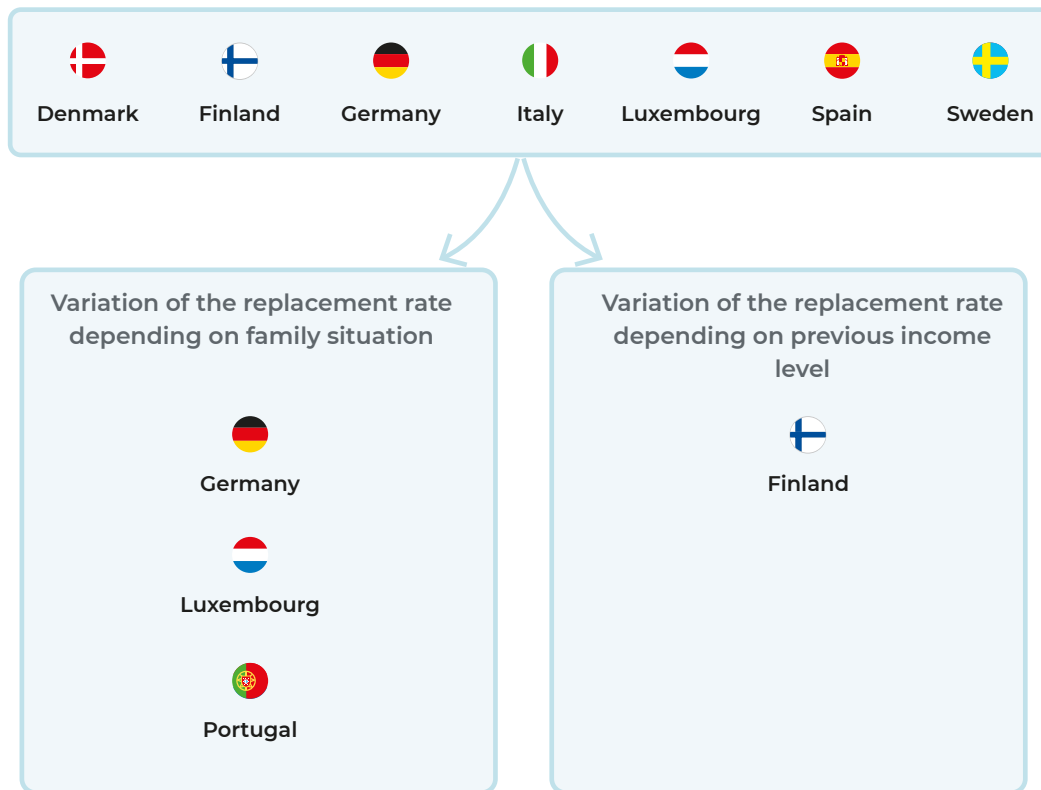 Denmark
Finland
Germany
Italy
Luxembourg
Spain
Sweden
Variation of the replacement rate
depending on family situation
Germany
Luxembourg
Portugal
Variation of the replacement rate
depending on previous income
level
Finland